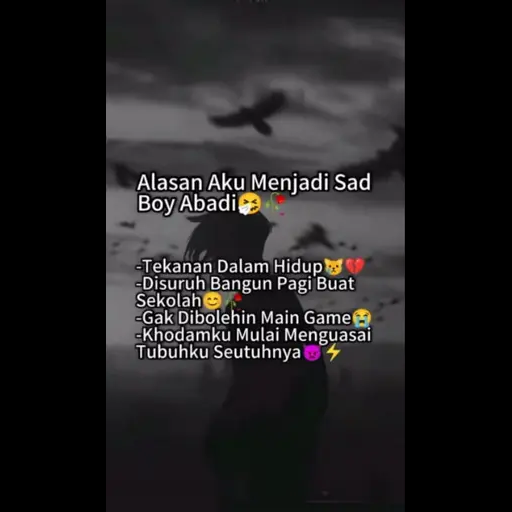 Alasan Aku Menjadi Sad
Boy Abadi🤧🥀
-Tekanan Dalam Hidup😿💔
-Disuruh Bangun Pagi Buat
Sekolah😊🥀
-Gak Dibolehin Main Game😭
-Khodamku Mulai Menguasai
Tubuhku Seutuhnya😈⚡